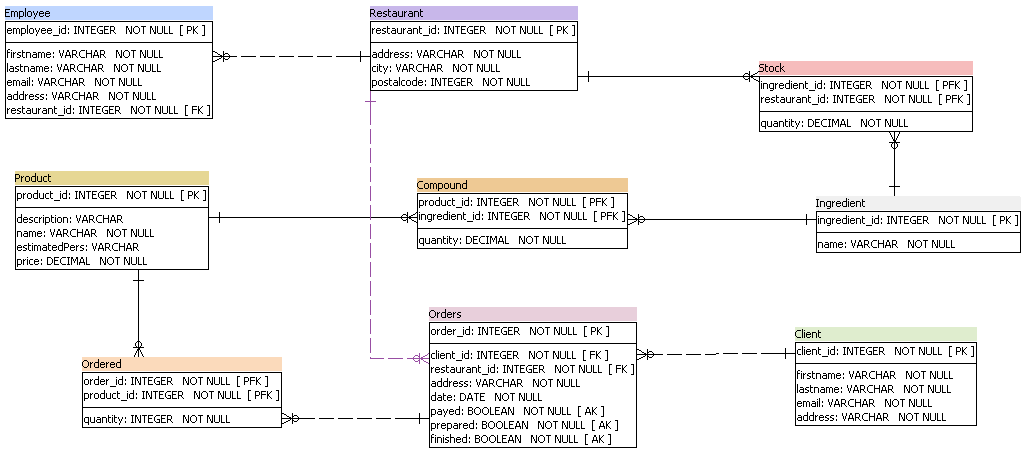 Employee
employee_id: INTEGER NOT NULL [ PK ]
firstname: VARCHAR NOT NULL
lastname: VARCHAR NOT NULL
email: VARCHAR NOT NULL
address: VARCHAR NOT NULL
restaurant_id: INTEGER NOT NULL [ FK ]
Restaurant
restaurant_id: INTEGER NOT NULL [ PK ]
address: VARCHAR NOT NULL
city: VARCHAR NOT NULL
postalcode: INTEGER NOT NULL
Stock
ingredient_id: INTEGER NOT NULL [ PFK ]
restaurant_id: INTEGER NOT NULL [ PFK ]
quantity: DECIMAL NOT NULL
Product
product_id: INTEGER NOT NULL [ PK ]
description: VARCHAR
name: VARCHAR NOT NULL
estimatedPers: VARCHAR
price: DECIMAL NOT NULL
Compound
product_id: INTEGER NOT NULL [ PFK ]
ingredient_id: INTEGER NOT NULL [ PFK ]
quantity: DECIMAL NOT NULL
Ingredient
ingredient_id: INTEGER NOT NULL [ PK ]
name: VARCHAR NOT NULL
Ordered
order_id: INTEGER NOT NULL [ PFK ]
product_id: INTEGER NOT NULL [ PFK ]
quantity: INTEGER NOT NULL
Orders
order_id: INTEGER NOT NULL [ PK ]
client_id: INTEGER NOT NULL [ FK ]
restaurant_id: INTEGER NOT NULL [ FK ]
address: VARCHAR NOT NULL
date: DATE NOT NULL
payed: BOOLEAN NOT NULL [ AK ]
prepared: BOOLEAN NOT NULL [ AK ]
finished: BOOLEAN NOT NULL [ AK ]
Client
client_id: INTEGER NOT NULL [ PK ]
firstname: VARCHAR NOT NULL
lastname: VARCHAR NOT NULL
email: VARCHAR NOT NULL
address: VARCHAR NOT NULL